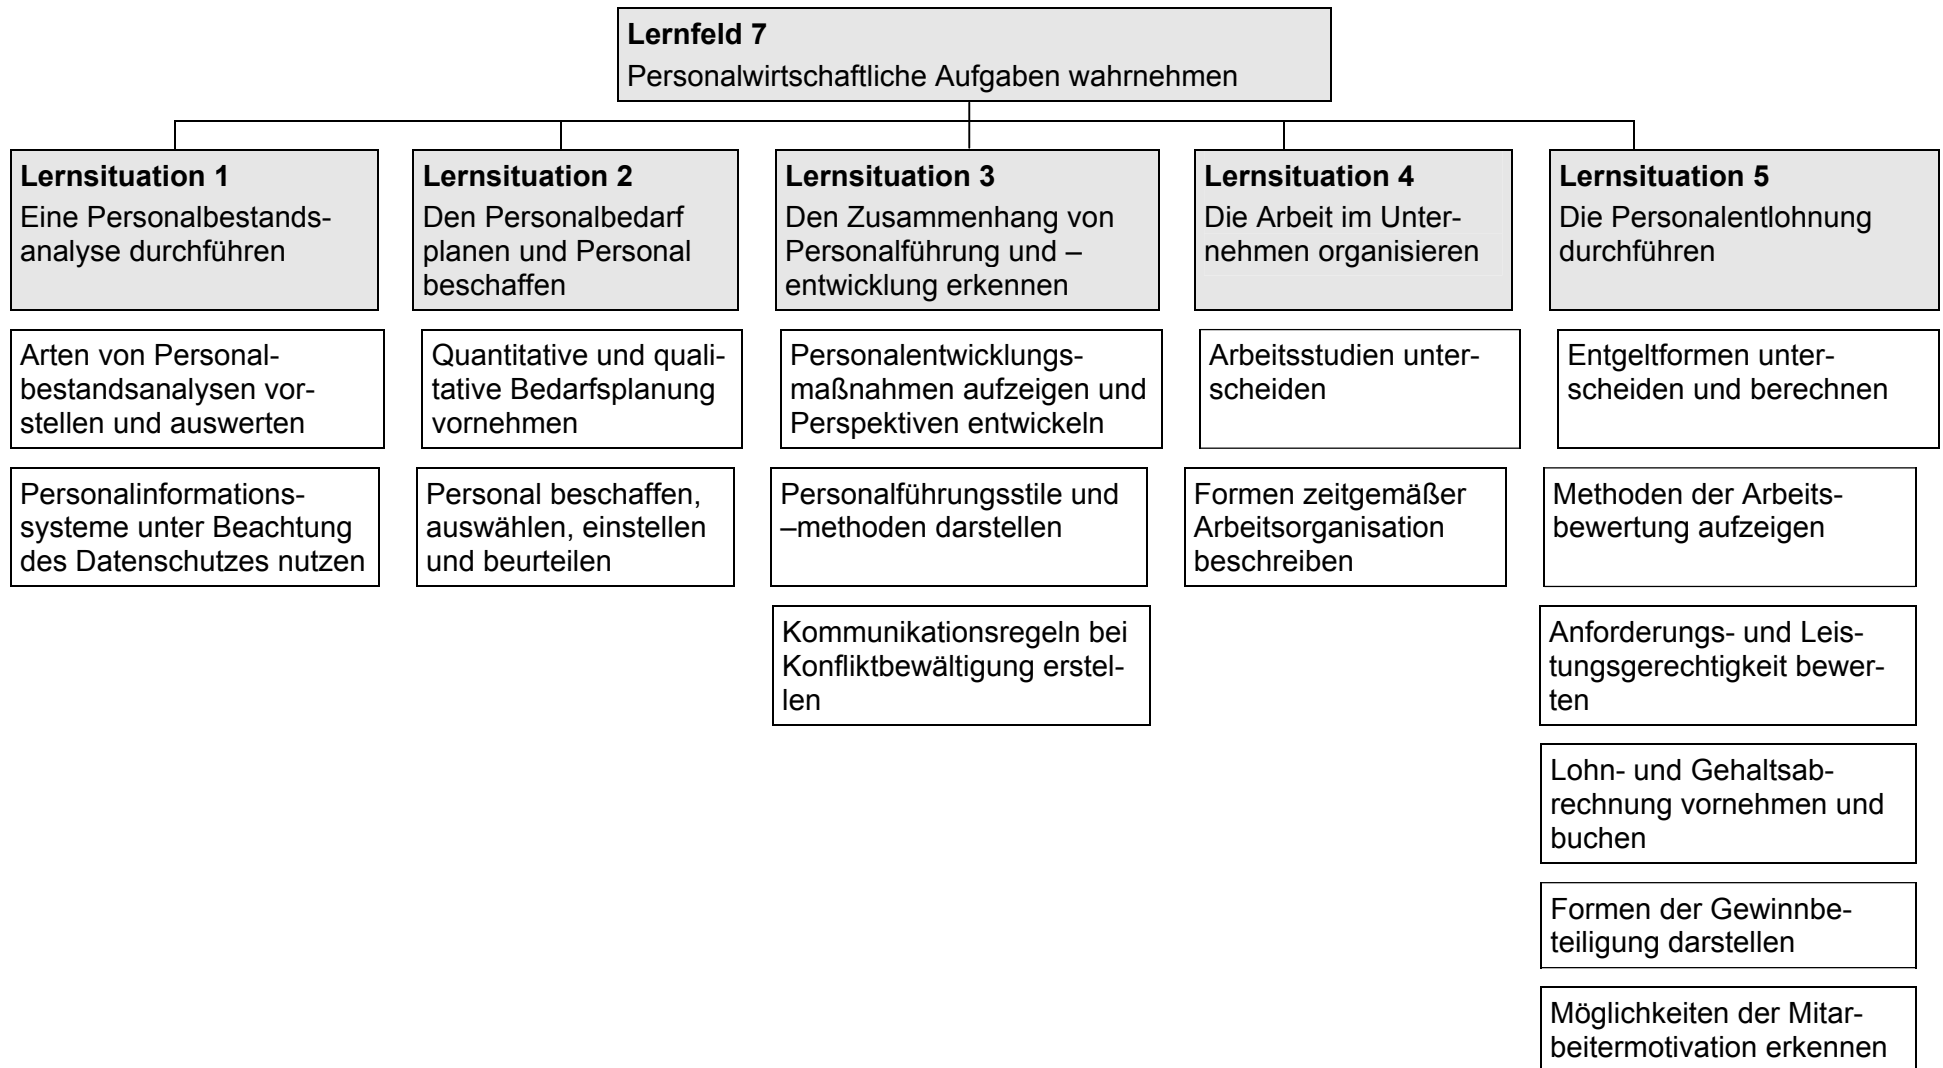 Lernfeld 7
Personalwirtschaftliche Aufgaben wahrnehmen
Lernsituation 1
Eine Personalbestands-
analyse durchführen
Lernsituation 2
Den Personalbedarf
planen und Personal
beschaffen
Lernsituation 3
Den Zusammenhang von
Personalführung und –
entwicklung erkennen
Lernsituation 4
Die Arbeit im Unter-
nehmen organisieren
Lernsituation 5
Die Personalentlohnung
durchführen
Arten von Personal-
bestandsanalysen vor-
stellen und auswerten
Quantitative und quali-
tative Bedarfsplanung
vornehmen
Personalentwicklungs-
maßnahmen aufzeigen und
Perspektiven entwickeln
Arbeitsstudien unter-
scheiden
Entgeltformen unter-
scheiden und berechnen
Personalinformations-
systeme unter Beachtung
des Datenschutzes nutzen
Personal beschaffen,
auswählen, einstellen
und beurteilen
Personalführungsstile und
–methoden darstellen
Formen zeitgemäßer
Arbeitsorganisation
beschreiben
Methoden der Arbeits-
bewertung aufzeigen
Kommunikationsregeln bei
Konfliktbewältigung erstel-
len
Anforderungs- und Leis-
tungsgerechtigkeit bewer-
ten
Lohn- und Gehaltsab-
rechnung vornehmen und
buchen
Formen der Gewinnbe-
teiligung darstellen
Möglichkeiten der Mitar-
beitermotivation erkennen